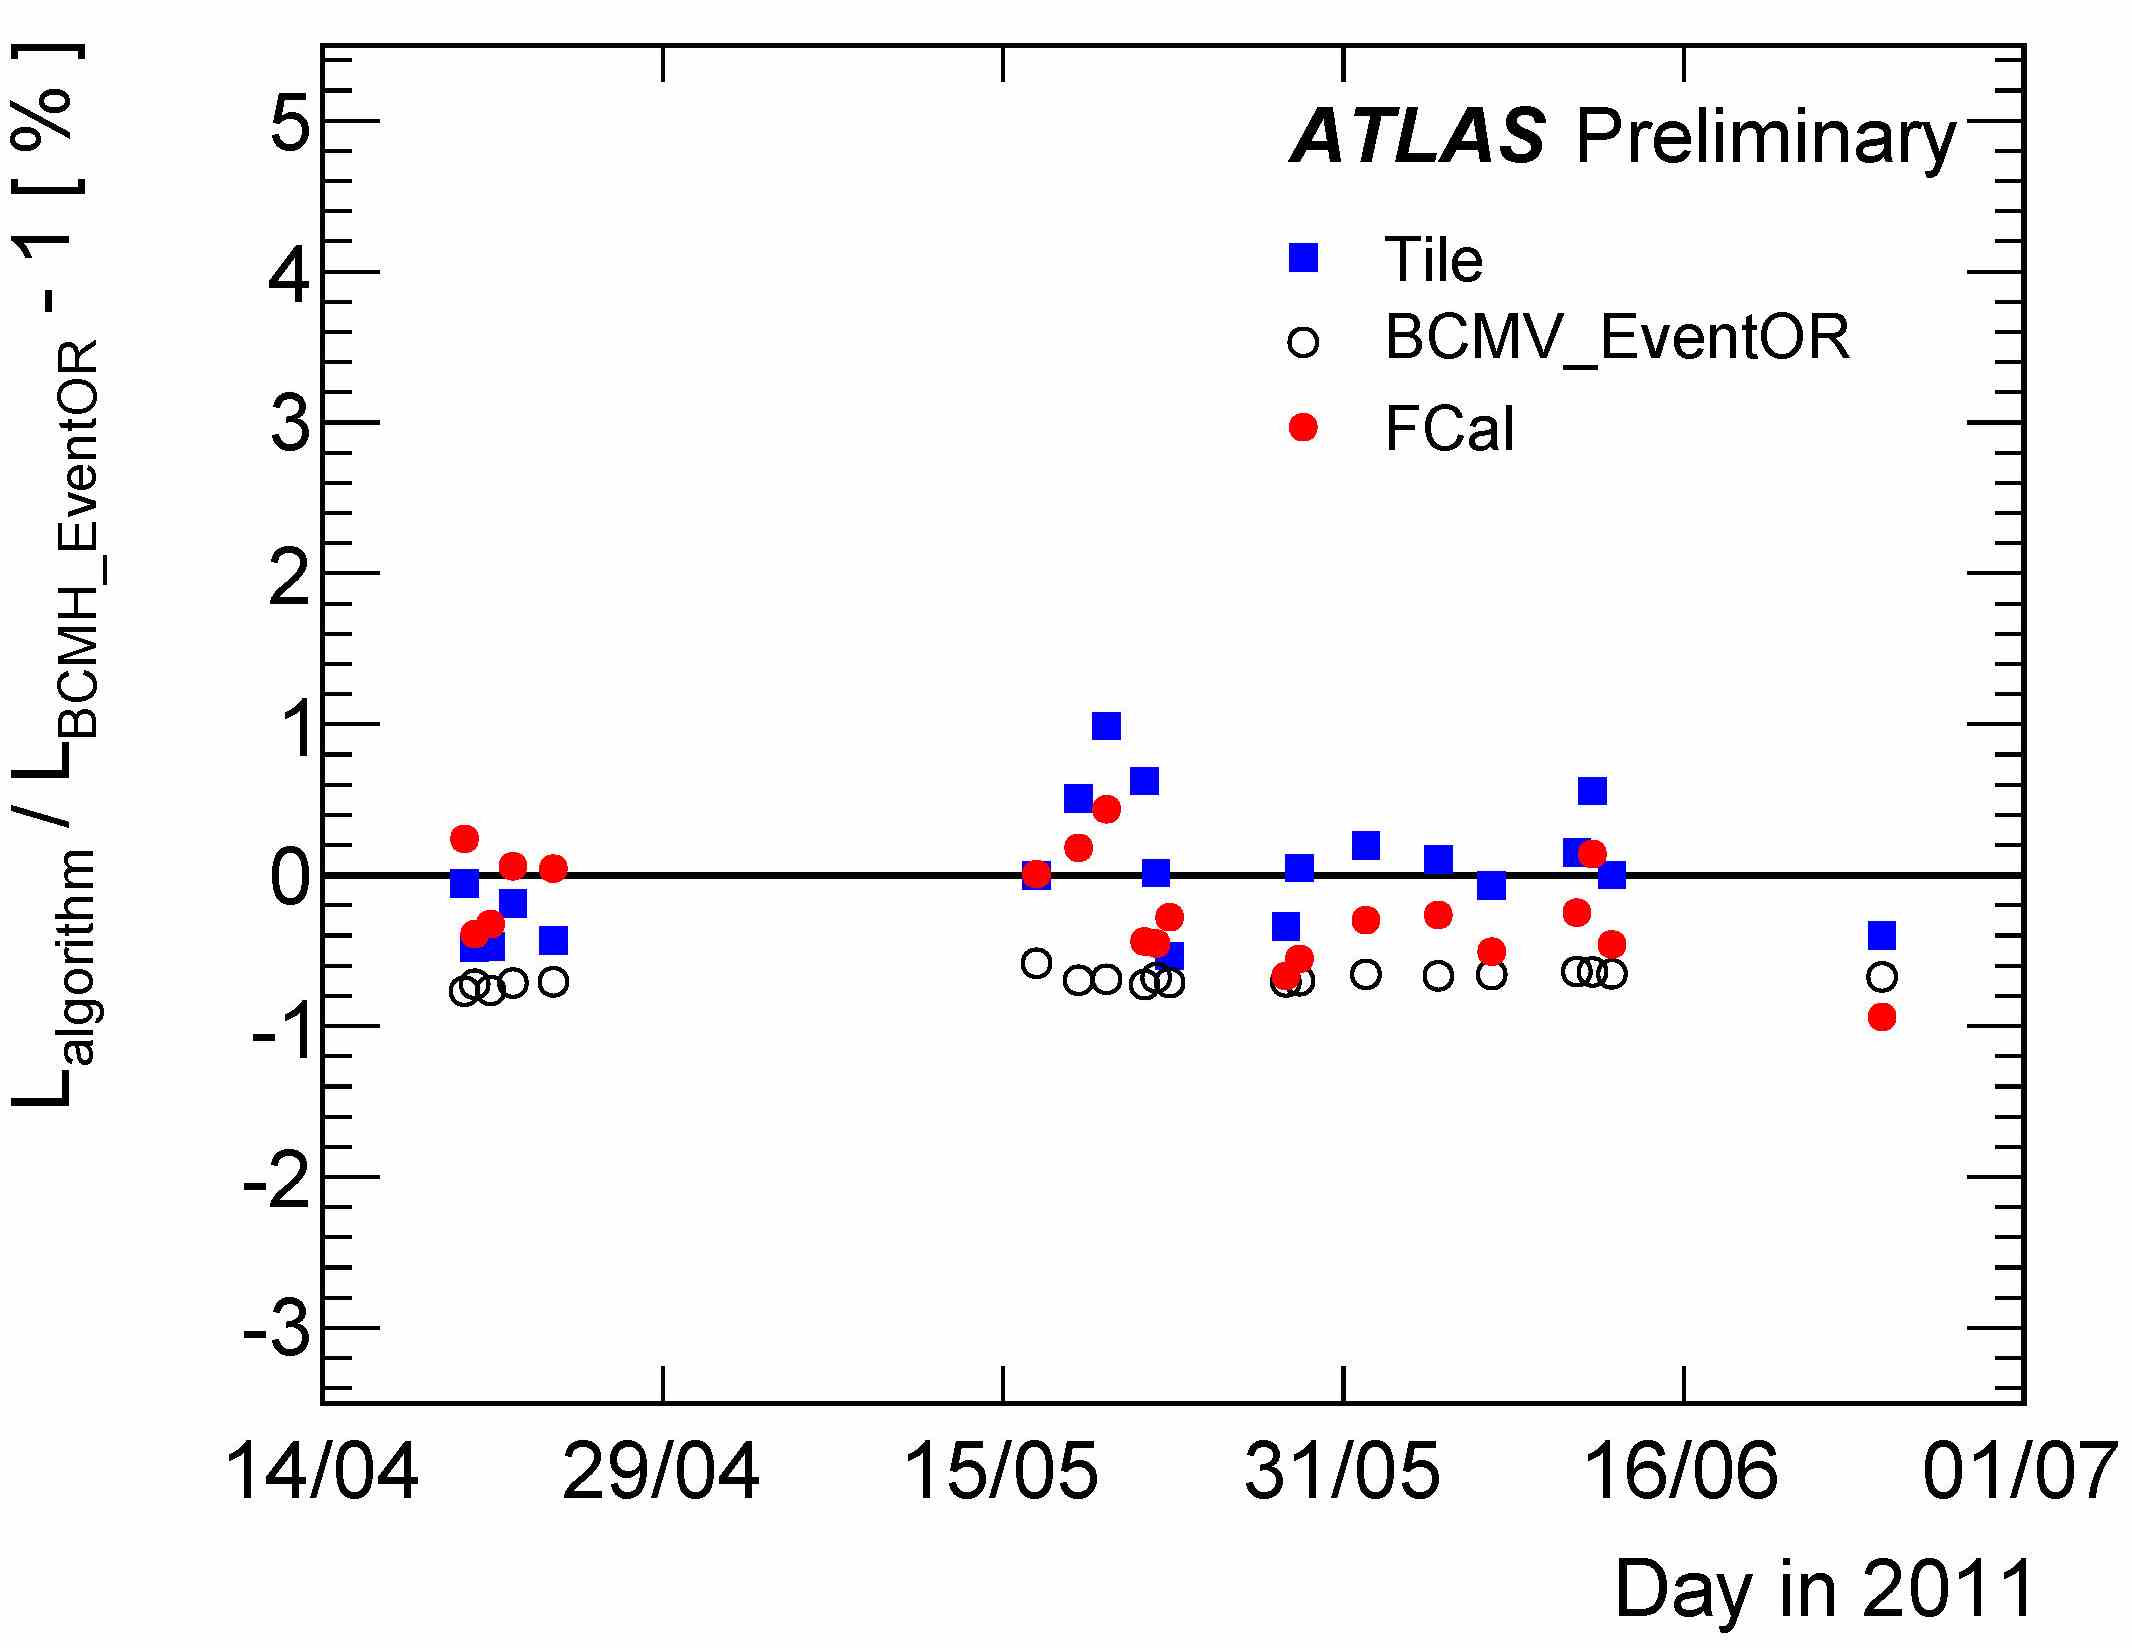 L_algorithm / L_BCMH_EventOR - 1 [ % ]
5
4
3
2
1
0
-1
-2
-3
ATLAS Preliminary
Tile
BCMV_EventOR
FCal
14/04 29/04 15/05 31/05 16/06 01/07
Day in 2011